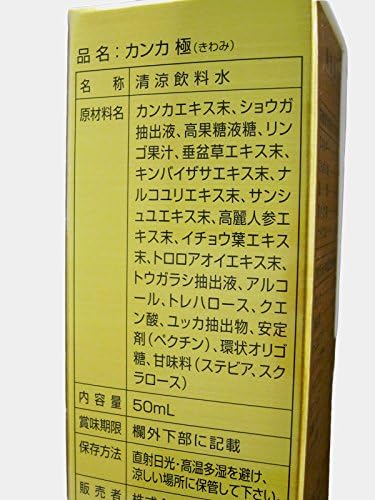 品 名：カンカ 極（きわみ）
名 称 清涼飲料水
原材料名 カンカエキス末、ショウガ
抽出液、高果糖液糖、リン
ゴ果汁、垂盆草エキス末、
キンバイザサエキス末、ナ
ルコユリエキス末、サンシ
ュユエキス末、高麗人参エ
キス末、イチョウ葉エキス
末、トロロアオイエキス末、
トウガラシ抽出液、アルコ
ール、トレハロース、クエ
ン酸、ユッカ抽出物、安定
剤（ペクチン）、環状オリゴ
糖、甘味料（ステビア、スク
ラロース）
内 容 量 50mL
賞味期限 欄外下部に記載
保存方法 直射日光・高温多湿を避け、
涼しい場所に保管して下さい。
販 売 者 株式